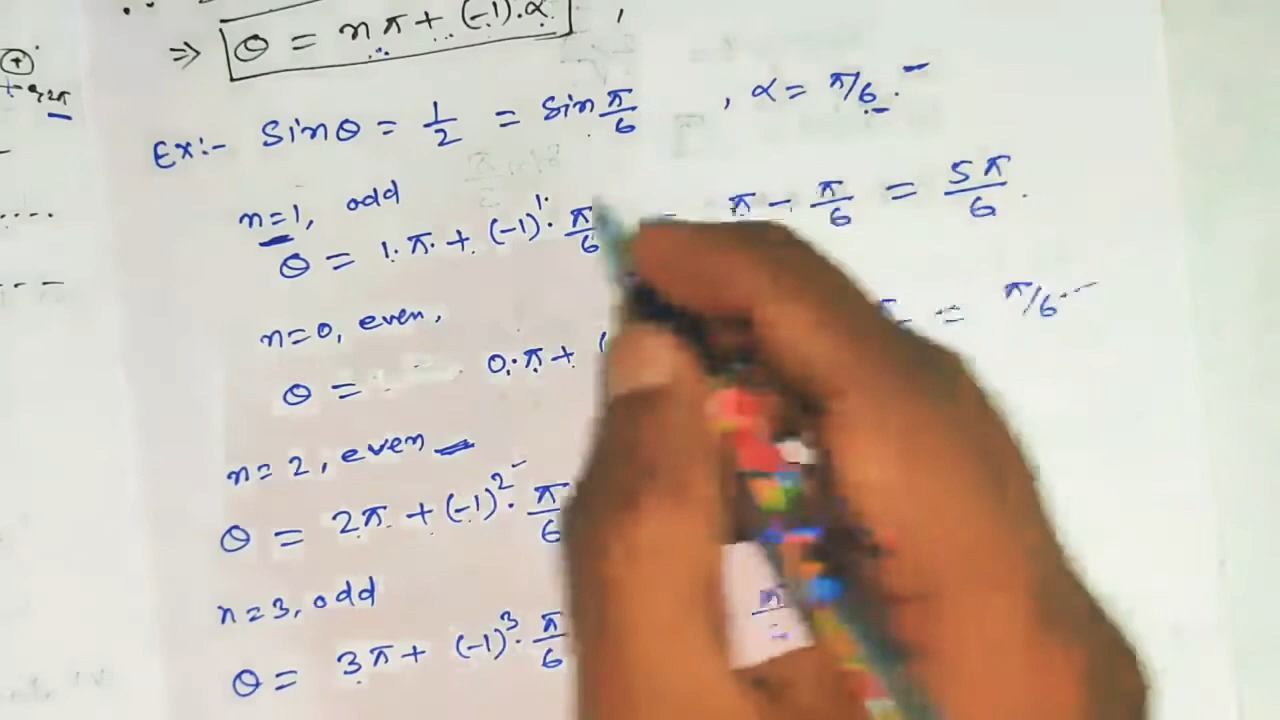 ⇒ θ = nπ + (-1)·α ,
Ex:- Sinθ = 1/2 = Sin π/6 , α = π/6 ·
n=1, odd
θ = 1·π + (-1)¹· π/6 π - π/6 = 5π/6 .
n=0, even,
θ = 0·π + ( = π/6
n=2, even
θ = 2π + (-1)²· π/6
n=3, odd
θ = 3π + (-1)³· π/6